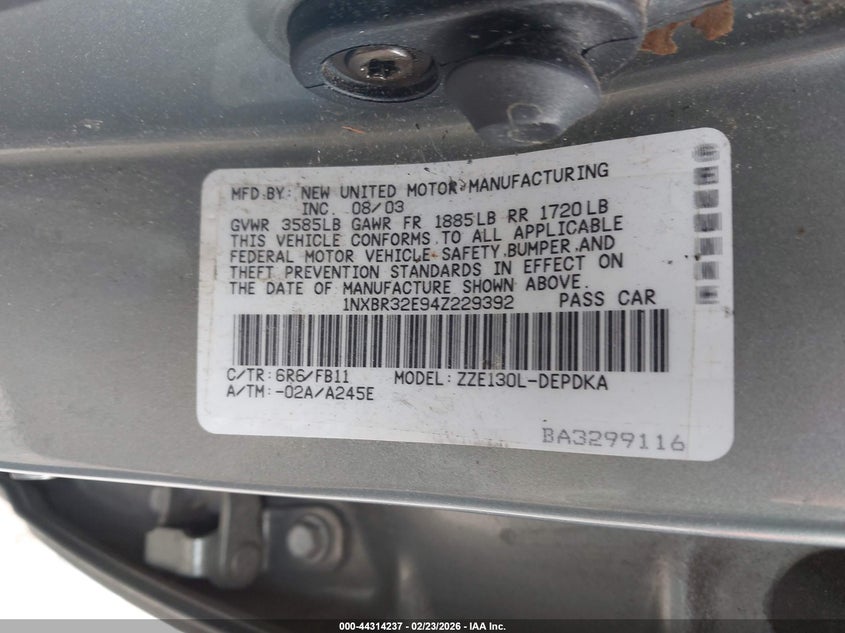 MFD BY: NEW UNITED MOTOR MANUFACTURING
INC. 08/03
GVWR 3585LB GAWR FR 1885LB RR 1720LB
THIS VEHICLE CONFORMS TO ALL APPLICABLE
FEDERAL MOTOR VEHICLE SAFETY,BUMPER,AND
THEFT PREVENTION STANDARDS IN EFFECT ON
THE DATE OF MANUFACTURE SHOWN ABOVE.
1NXBR32E94Z229392 PASS CAR
C/TR: 6R6/FB11 MODEL: ZZE130L-DEPDKA
A/TM: -02A/A245E
BA3299116
000-44314237 - 02/23/2026 - IAA Inc.